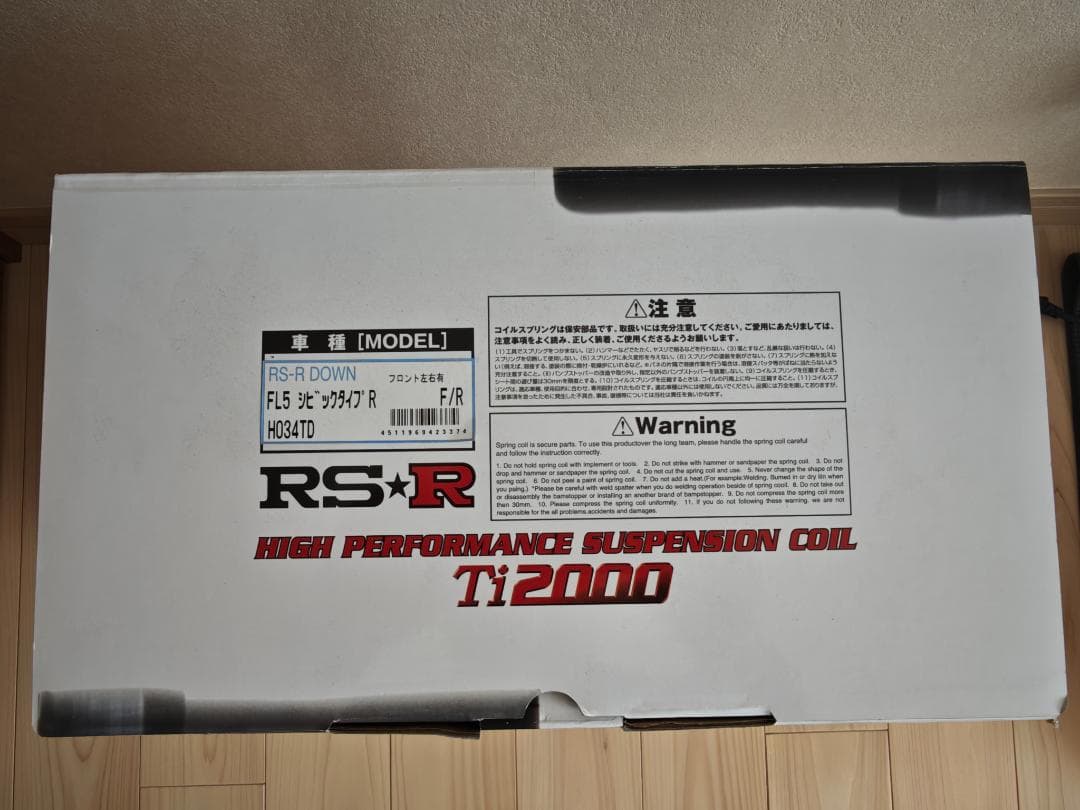 車 種 [MODEL]
RS-R DOWN
フロント左右有
FL5 シビックタイプR
F/R
H034TD
4511969423374
RS★R
⚠注 意
コイルスプリングは保安部品です。取扱いには充分注意してください。ご愛用にあたりましては、
注意事項をよく読み、正しく装着、ご使用くださるようお願いします。
⚠Warning
Spring coil is secure parts. To use this productover the long team, please handle the spring coil careful
and follow the instruction correctly.
1. Do not hold spring coil with implement or tools. 2. Do not strike with hammer or sandpaper the spring coil. 3. Do not
drop and hammer or sandpaper the spring coil. 4. Do not cut the spring coil and use. 5. Never change the shape of the
spring coil. 6. Do not peel a paint of spring coil. 7. Do not add a heat.(For example:Welding, Burned in or dry litn when
you paing.) *Please be careful with weld spatter when you do welding operation beside of spring cooil. 8. Do not take out
or disassembly the bamstopper or installing an another brand of bampstopper. 9. Do not compress the spring coil more
then 30mm. 10. Please compress the spring coil uniformity. 11. If you do not following these warning, we are not
responsible for the all problems,accidents and damages.
HIGH PERFORMANCE SUSPENSION COIL
Ti2000